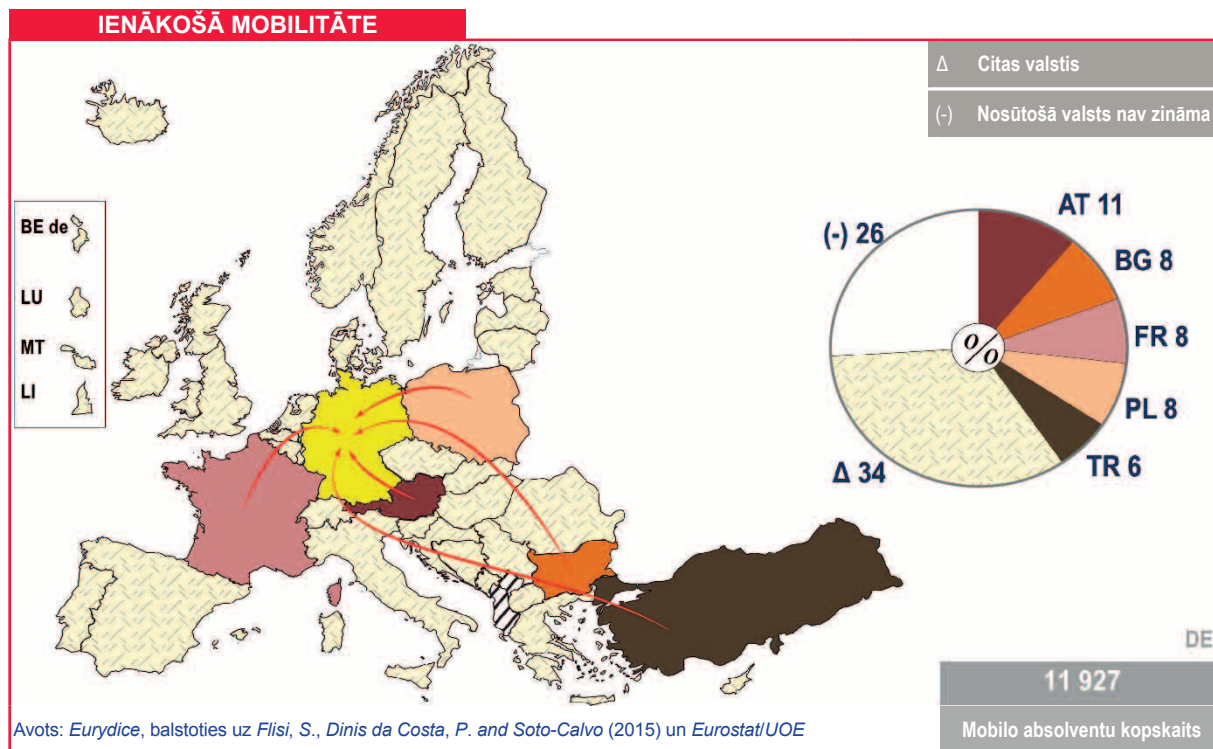 IENĀKOŠĀ MOBILITĀTE
Δ Citas valstis
(-) Nosūtošā valsts nav zināma
BE de
LU
MT
LI
(-) 26
AT 11
BG 8
FR 8
PL 8
TR 6
Δ 34
%
DE
11 927
Mobilo absolventu kopskaits
Avots: Eurydice, balstoties uz Flisi, S., Dinis da Costa, P. and Soto-Calvo (2015) un Eurostat/UOE